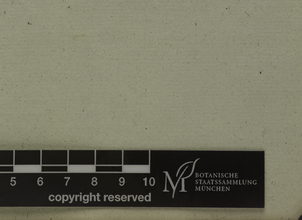 5 6 7 8 9 10
copyright reserved
M
BOTANISCHE
STAATSSAMMLUNG
MÜNCHEN